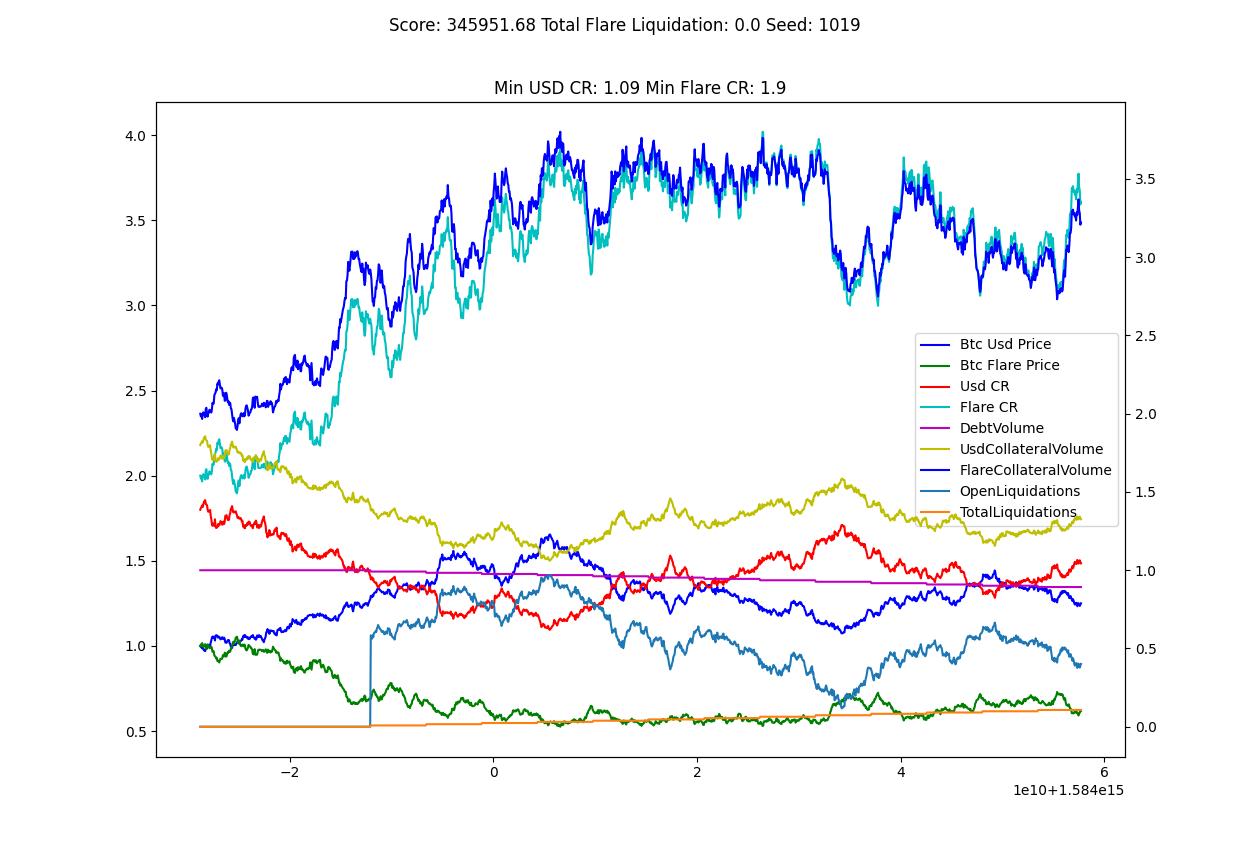 Score: 345951.68 Total Flare Liquidation: 0.0 Seed: 1019
Min USD CR: 1.09 Min Flare CR: 1.9
4.0
3.5
3.0
2.5
2.0
1.5
1.0
0.5
3.5
3.0
2.5
2.0
1.5
1.0
0.5
0.0
Btc Usd Price
Btc Flare Price
Usd CR
Flare CR
DebtVolume
UsdCollateralVolume
FlareCollateralVolume
OpenLiquidations
TotalLiquidations
−2 0 2 4 6
1e10+1.584e15